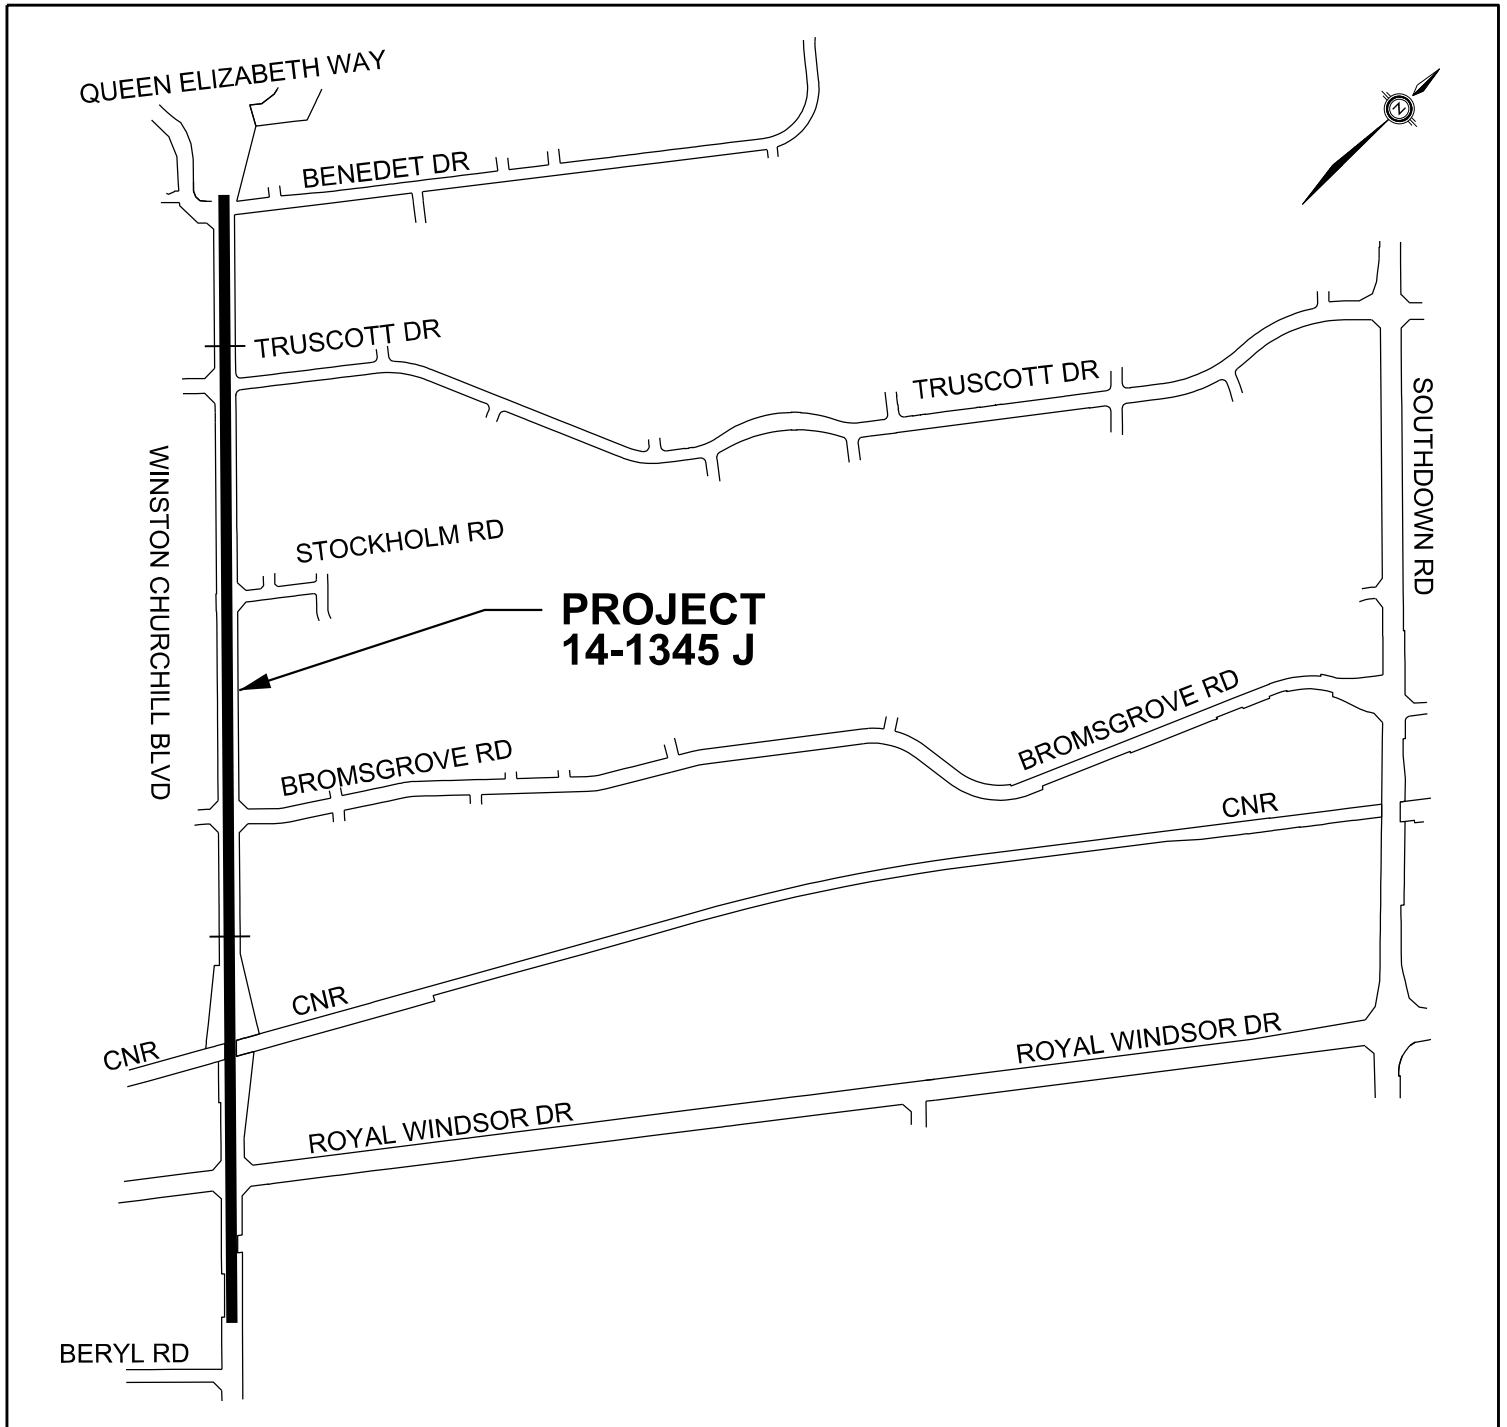 QUEEN ELIZABETH WAY
BENEDET DR
N
TRUSCOTT DR
TRUSCOTT DR
SOUTHDOWN RD
WINSTON CHURCHILL BLVD
STOCKHOLM RD
PROJECT
14-1345 J
BROMSGROVE RD
BROMSGROVE RD
CNR
CNR
CNR
ROYAL WINDSOR DR
ROYAL WINDSOR DR
BERYL RD